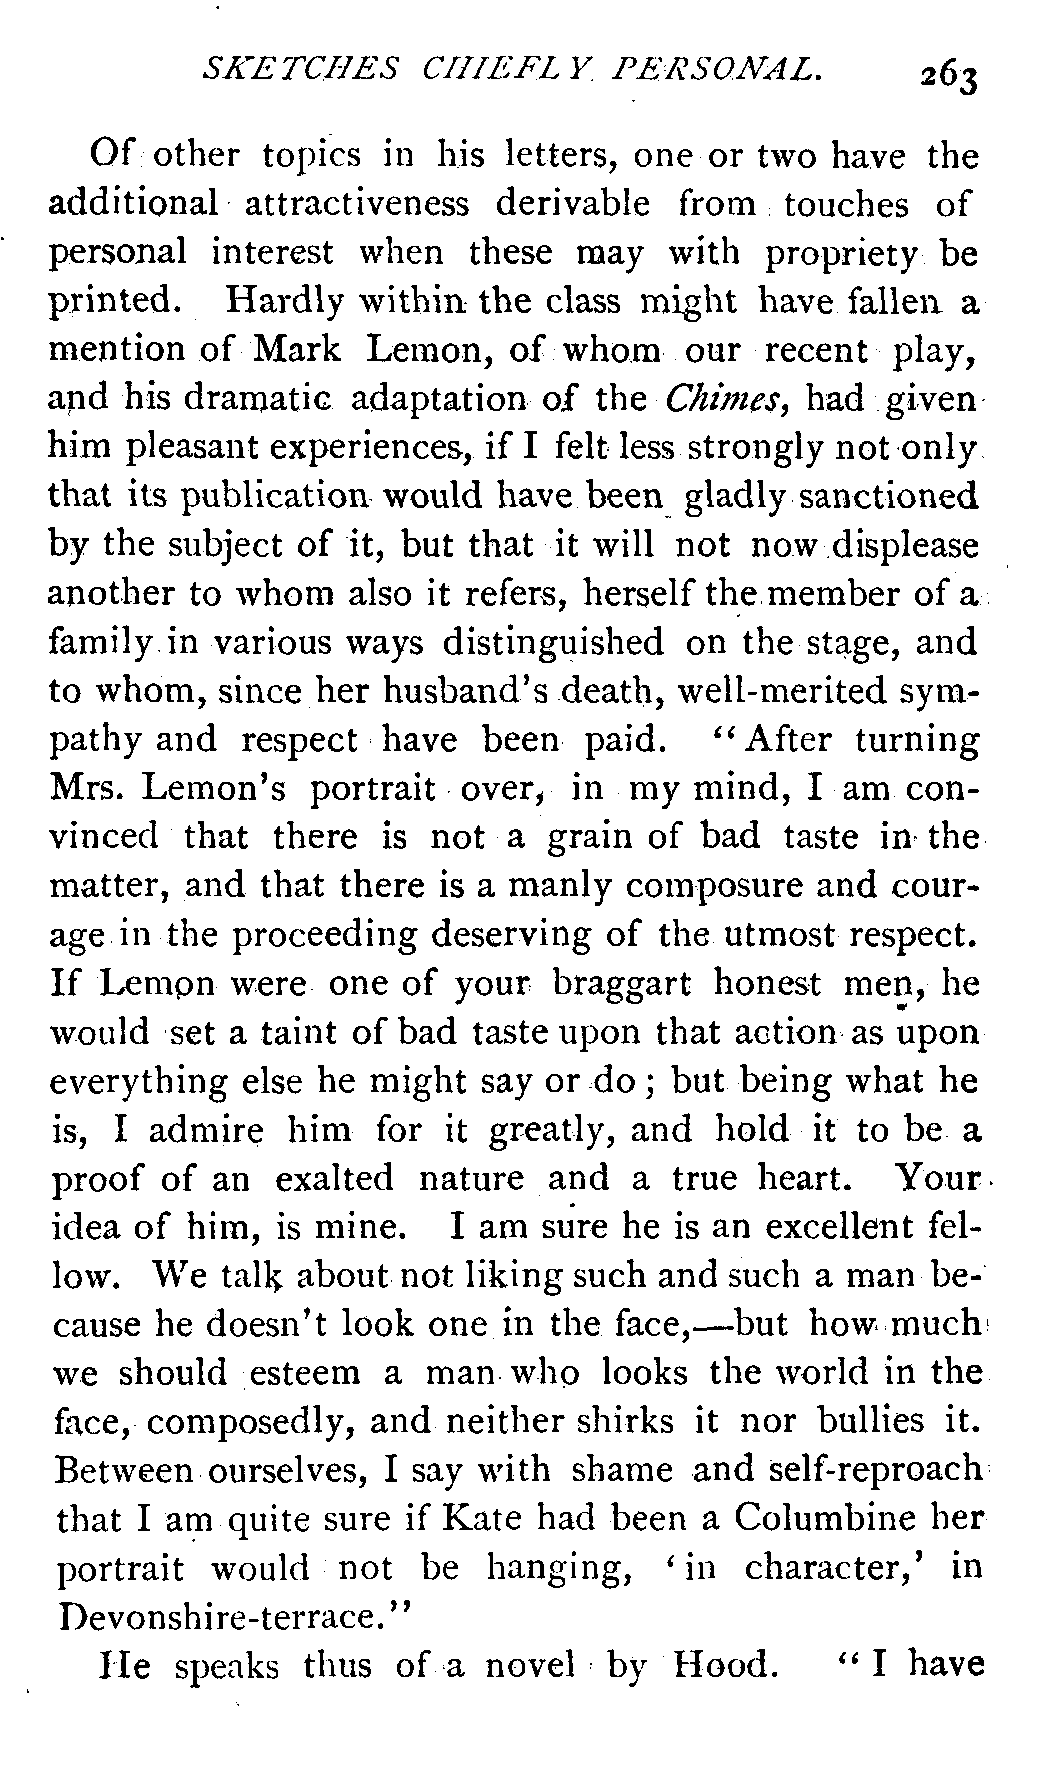 SKETCHES CHIEFLY PERSONAL. 263
Of other topics in his letters, one or two have the
additional attractiveness derivable from touches of
personal interest when these may with propriety be
printed. Hardly within the class might have fallen a
mention of Mark Lemon, of whom our recent play,
and his dramatic adaptation of the Chimes, had given
him pleasant experiences, if I felt less strongly not only
that its publication would have been gladly sanctioned
by the subject of it, but that it will not now displease
another to whom also it refers, herself the member of a
family in various ways distinguished on the stage, and
to whom, since her husband's death, well-merited sym-
pathy and respect have been paid. "After turning
Mrs. Lemon's portrait over, in my mind, I am con-
vinced that there is not a grain of bad taste in the
matter, and that there is a manly composure and cour-
age in the proceeding deserving of the utmost respect.
If Lemon were one of your braggart honest men, he
would set a taint of bad taste upon that action as upon
everything else he might say or do; but being what he
is, I admire him for it greatly, and hold it to be a
proof of an exalted nature and a true heart. Your
idea of him, is mine. I am sure he is an excellent fel-
low. We talk about not liking such and such a man be-
cause he doesn't look one in the face,—but how much
we should esteem a man who looks the world in the
face, composedly, and neither shirks it nor bullies it.
Between ourselves, I say with shame and self-reproach
that I am quite sure if Kate had been a Columbine her
portrait would not be hanging, 'in character,' in
Devonshire-terrace."
He speaks thus of a novel by Hood. "I have